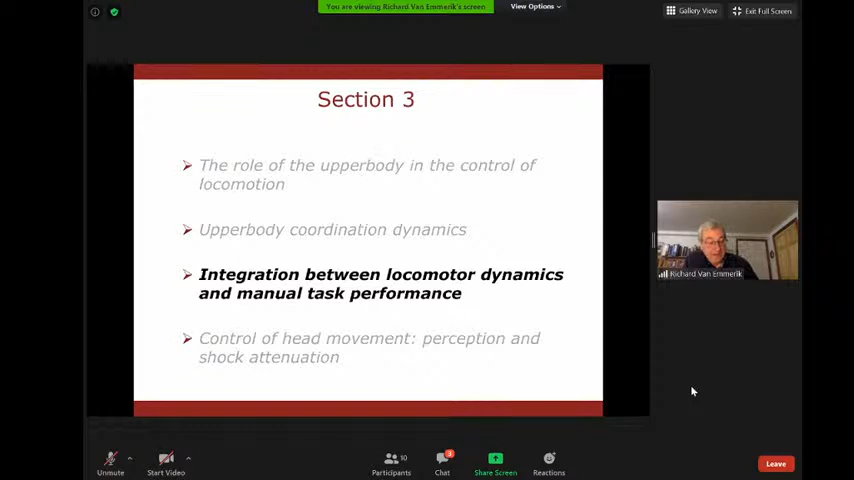 You are viewing Richard Van Emmerik's screen
View Options
Gallery View
Exit Full Screen
Section 3
The role of the upperbody in the control of
locomotion
Upperbody coordination dynamics
Integration between locomotor dynamics
and manual task performance
Control of head movement: perception and
shock attenuation
Richard Van Emmerik
Unmute
Start Video
Participants
10
Chat
3
Share Screen
Reactions
Leave